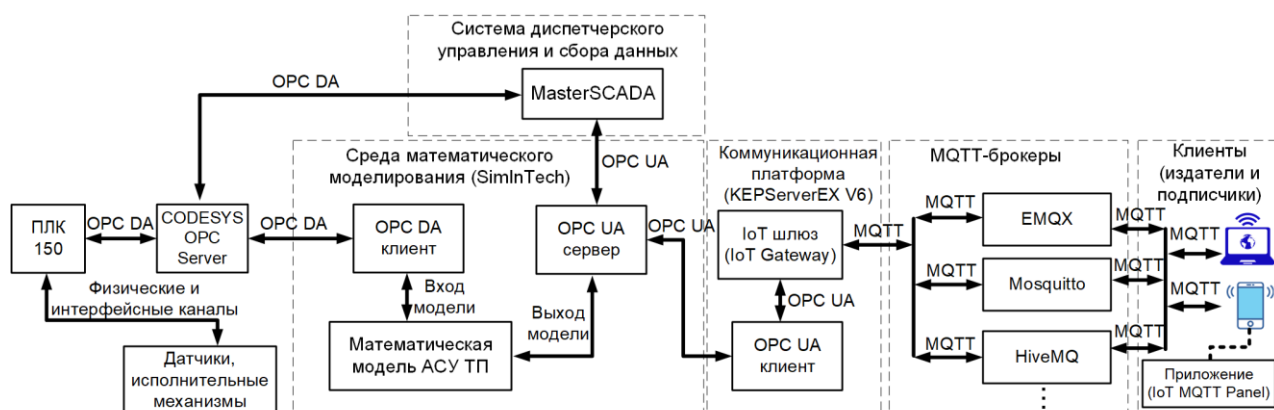 Система диспетчерского
управления и сбора данных
OPC DA
MasterSCADA
OPC UA
Среда математического
моделирования (SimInTech)
Коммуникационная
платформа
(KEPServerEX V6)
MQTT-брокеры
Клиенты
(издатели и
подписчики)
ПЛК
150
OPC DA
CODESYS
OPC
Server
OPC DA
OPC DA
клиент
OPC UA
сервер
OPC UA
IoT шлюз
(IoT Gateway)
MQTT
MQTT
EMQX
MQTT
MQTT
MQTT
Mosquitto
MQTT
MQTT
MQTT
HiveMQ
MQTT
Физические и
интерфейсные каналы
Вход
модели
Выход
модели
OPC UA
Датчики,
исполнительные
механизмы
Математическая
модель АСУ ТП
OPC UA
клиент
Приложение
(IoT MQTT Panel)